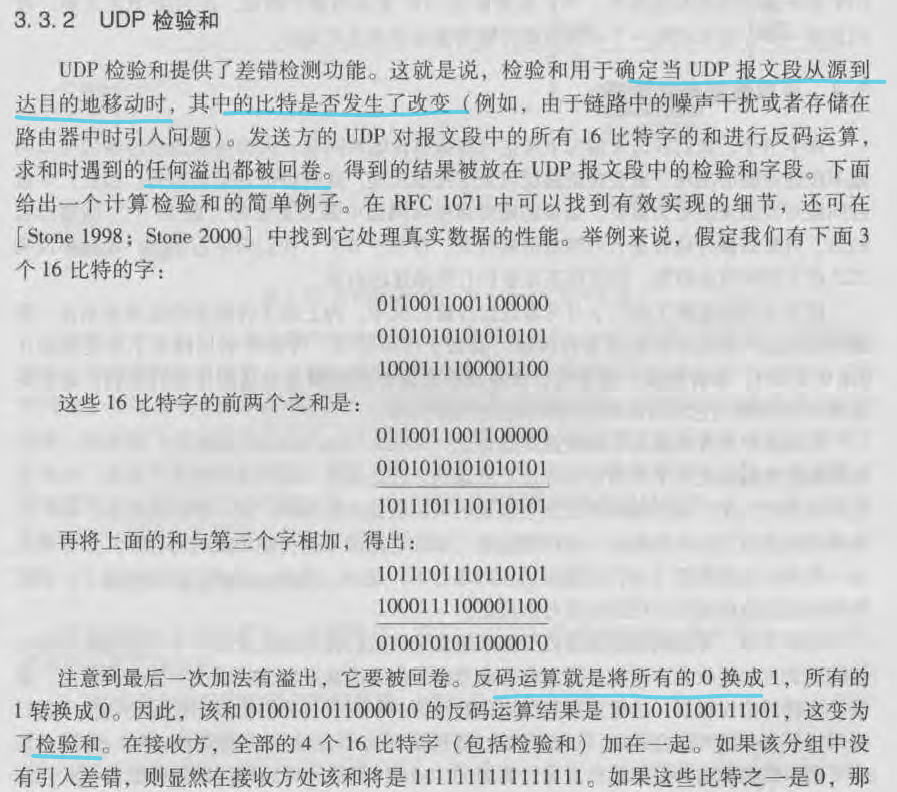 3.3.2 UDP 检验和
UDP 检验和提供了差错检测功能。这就是说，检验和用于确定当 UDP 报文段从源到
达目的地移动时，其中的比特是否发生了改变（例如，由于链路中的噪声干扰或者存储在
路由器中时引入问题）。发送方的 UDP 对报文段中的所有 16 比特字的和进行反码运算，
求和时遇到的任何溢出都被回卷。得到的结果被放在 UDP 报文段中的检验和字段。下面
给出一个计算检验和的简单例子。在 RFC 1071 中可以找到有效实现的细节，还可在
[Stone 1998；Stone 2000] 中找到它处理真实数据的性能。举例来说，假定我们有下面 3
个 16 比特的字：
0110011001100000
0101010101010101
1000111100001100
这些 16 比特字的前两个之和是：
0110011001100000
0101010101010101
1011101110110101
再将上面的和与第三个字相加，得出：
1011101110110101
1000111100001100
0100101011000010
注意到最后一次加法有溢出，它要被回卷。反码运算就是将所有的 0 换成 1，所有的
1 转换成 0。因此，该和 0100101011000010 的反码运算结果是 1011010100111101，这变为
了检验和。在接收方，全部的 4 个 16 比特字（包括检验和）加在一起。如果该分组中没
有引入差错，则显然在接收方处该和将是 1111111111111111。如果这些比特之一是 0，那